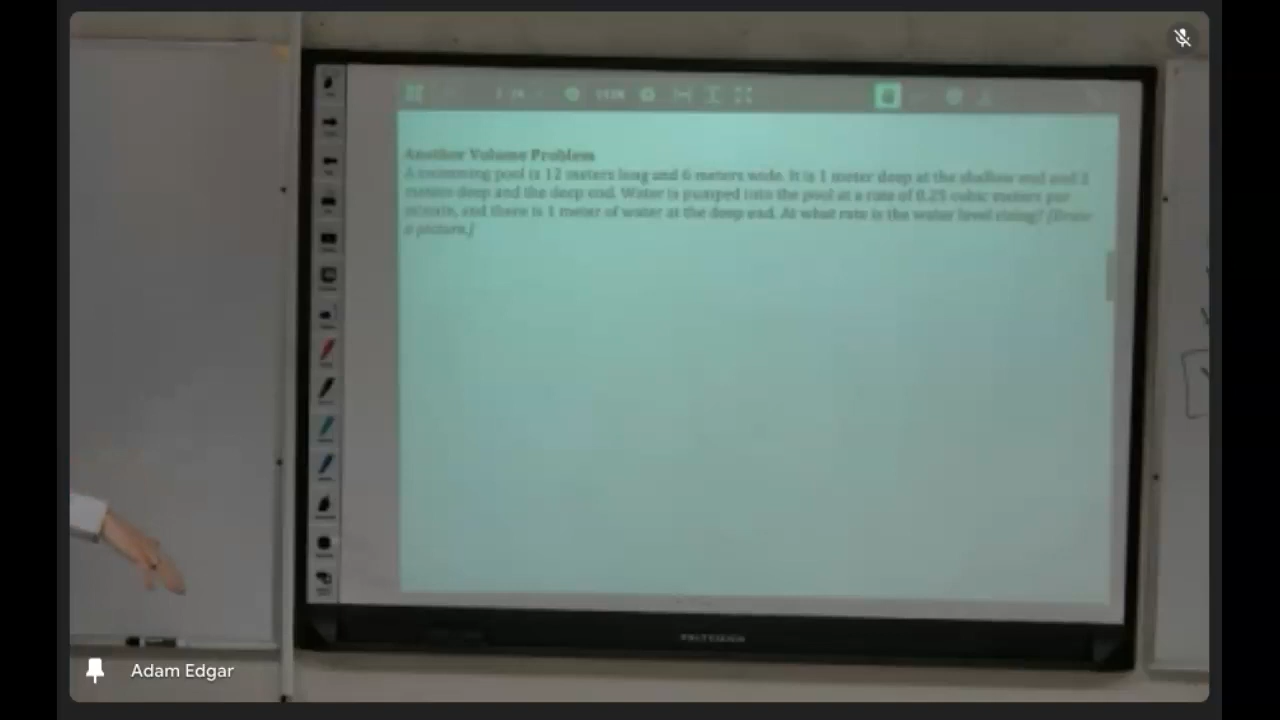 Another Volume Problem
A swimming pool is 12 meters long and 6 meters wide. It is 1 meter deep at the shallow end and 3
meters deep and the deep end. Water is pumped into the pool at a rate of 0.25 cubic meters per
minute, and there is 1 meter of water at the deep end. At what rate is the water level rising? (Draw
a picture.)
POLYVISION
Adam Edgar